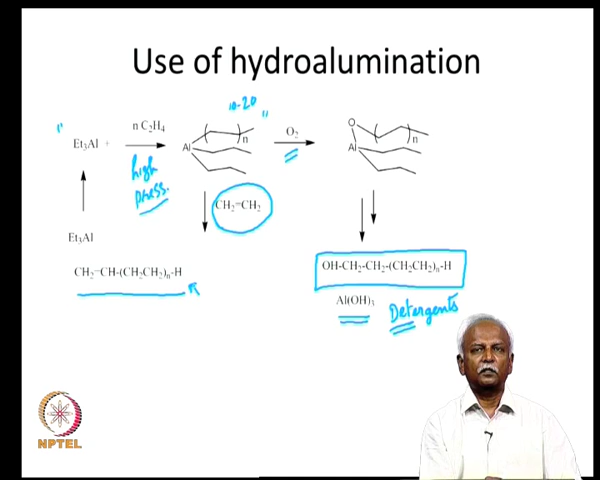 Use of hydroalumination
10-20
" "
Et3Al +
n C2H4
high
press.
Al
n
O2
O
Al
n
CH2=CH2
Et3Al
CH2=CH-(CH2CH2)n-H
OH-CH2-CH2-(CH2CH2)n-H
Al(OH)3
Detergents
NPTEL